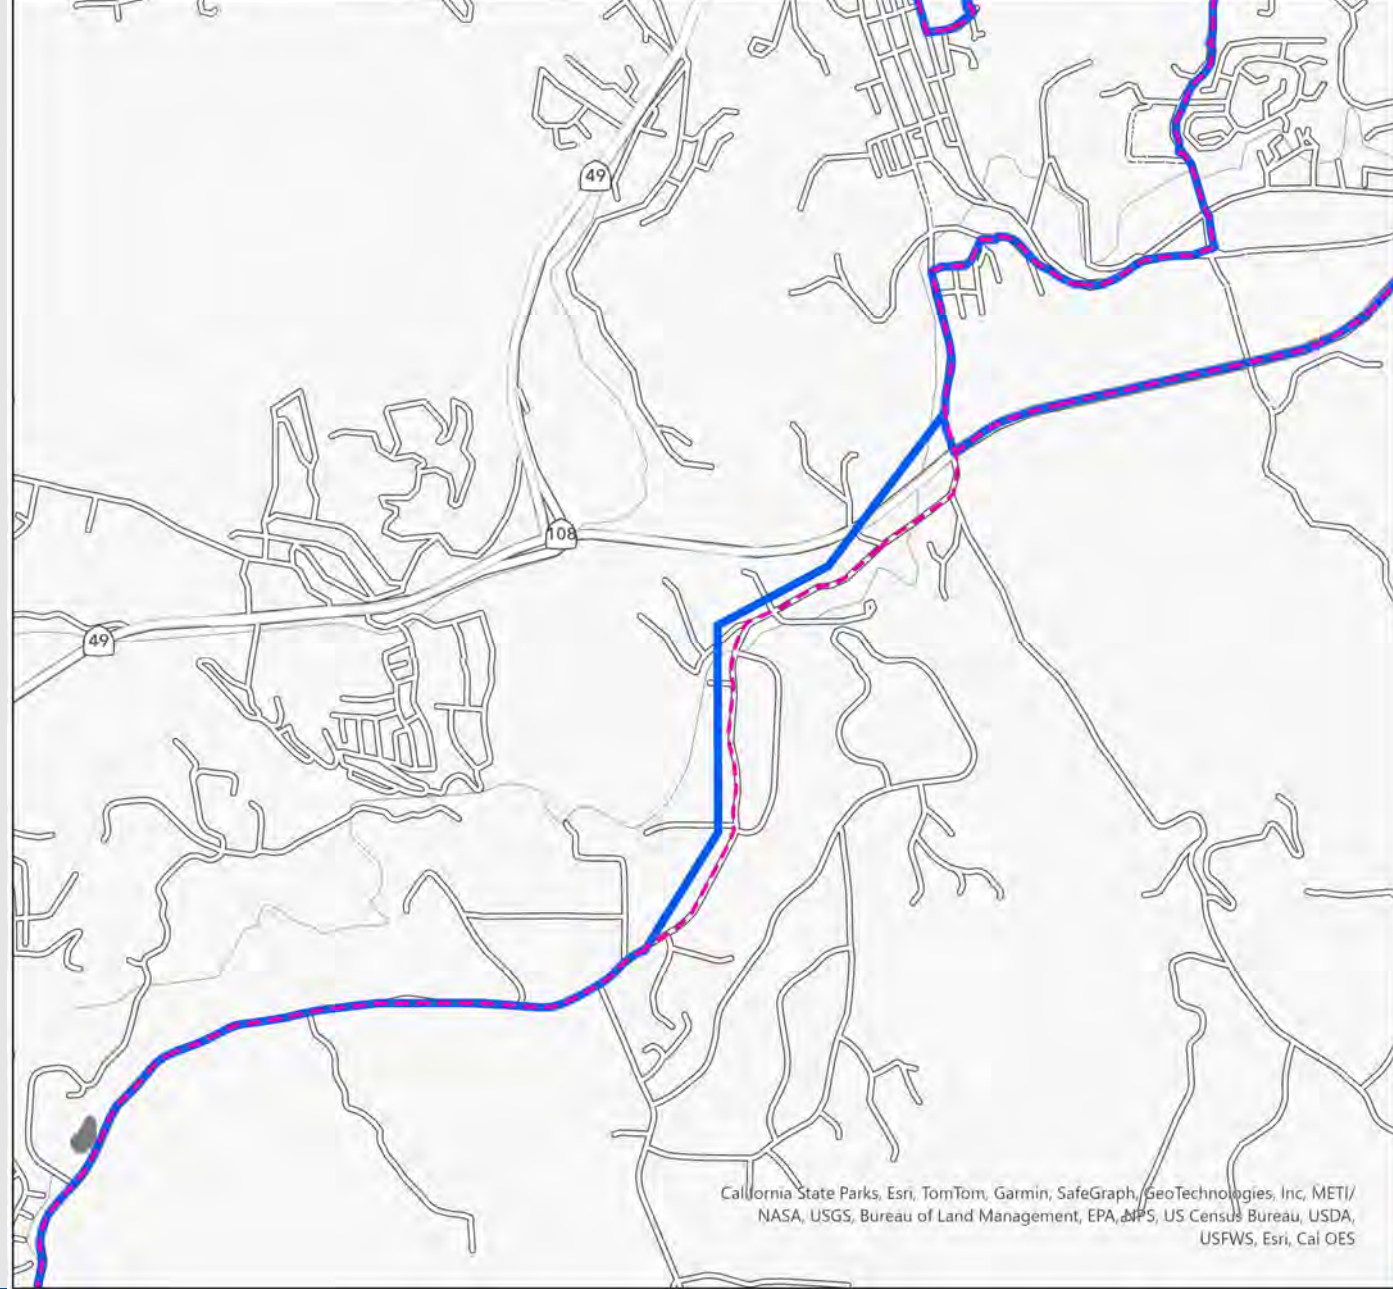 49
108
49
California State Parks, Esri, TomTom, Garmin, SafeGraph, GeoTechnologies, Inc, METI/
NASA, USGS, Bureau of Land Management, EPA, NPS, US Census Bureau, USDA,
USFWS, Esri, Cal OES